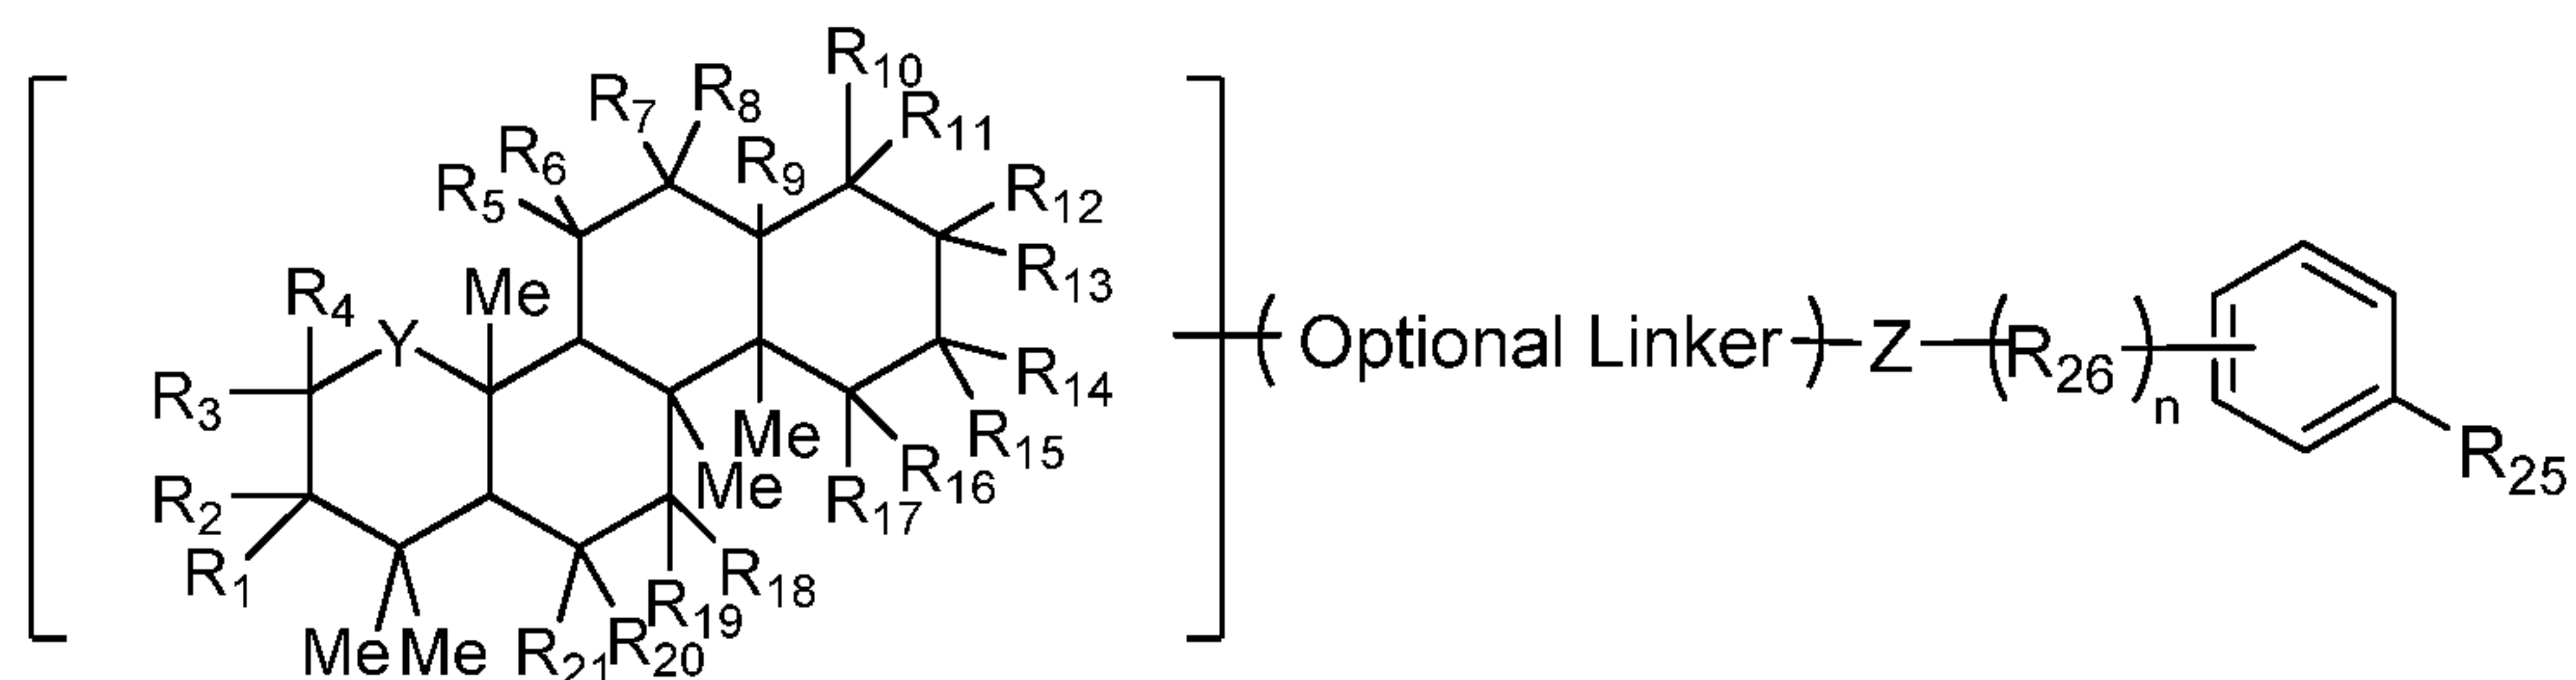 R10
R7 R8
R11
R6 R9
R5 R12
R13
R4 Me
Y
R3 ( Optional Linker ) Z ( R26 ) n
R14
Me R15
R2 Me R16
R17
R1 R18
R19
Me Me R21 R20
R25